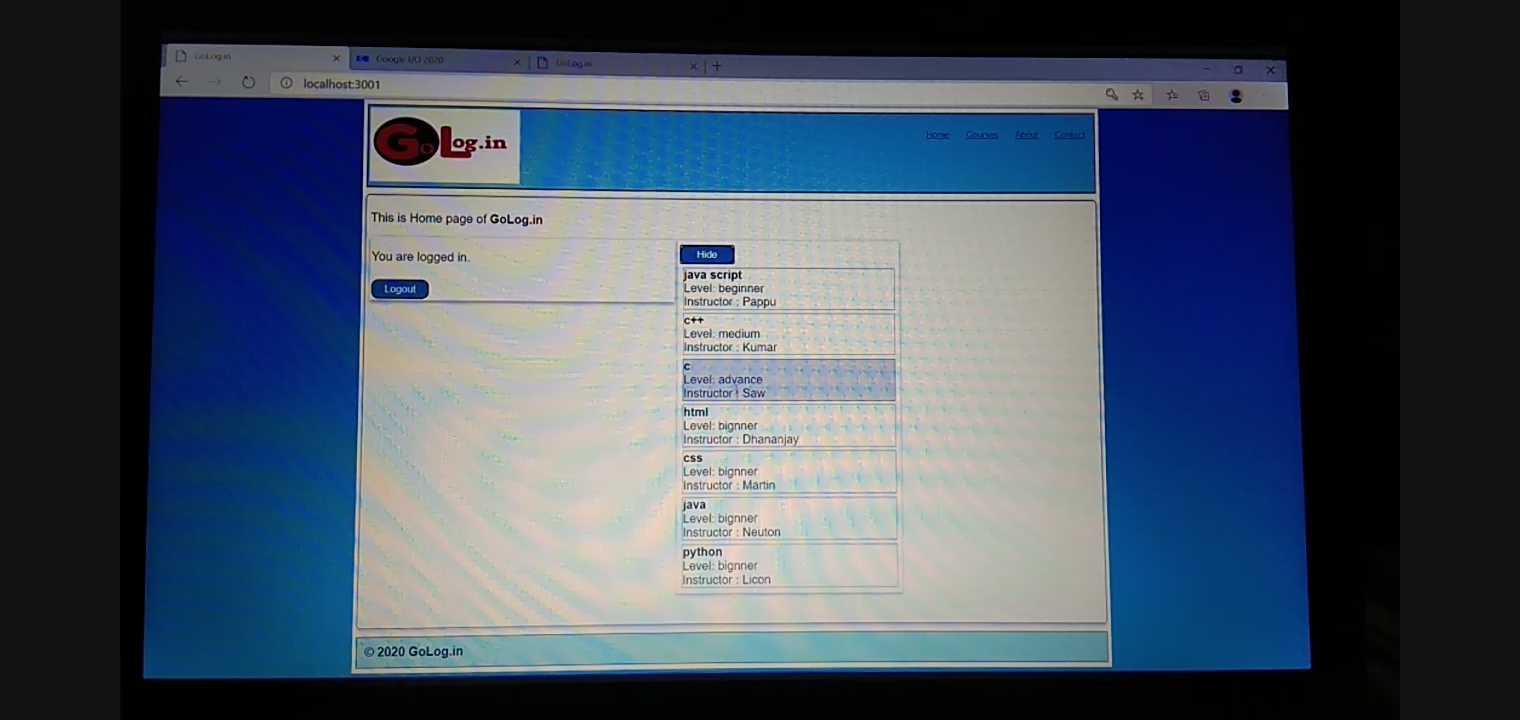 GoLog.in
Google I/O 2020
GoLog.in
localhost:3001
GoLog.in
Home Courses About Contact
This is Home page of GoLog.in
You are logged in.
Logout
Hide
java script
Level: beginner
Instructor : Pappu
c++
Level: medium
Instructor : Kumar
c
Level: advance
Instructor : Saw
html
Level: bignner
Instructor : Dhananjay
css
Level: bignner
Instructor : Martin
java
Level: bignner
Instructor : Neuton
python
Level: bignner
Instructor : Licon
© 2020 GoLog.in